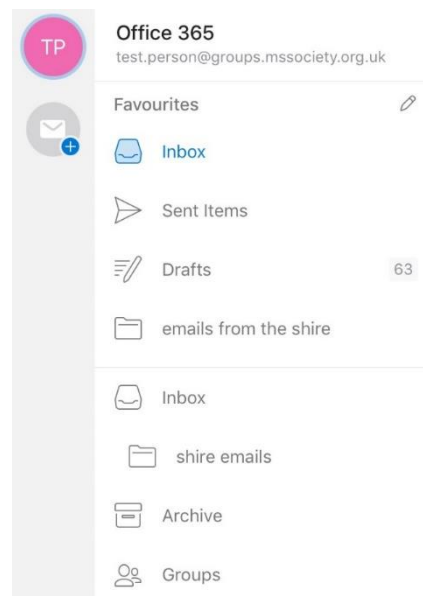 TP
Office 365
test.person@groups.mssociety.org.uk
Favourites
Inbox
Sent Items
Drafts 63
emails from the shire
Inbox
shire emails
Archive
Groups